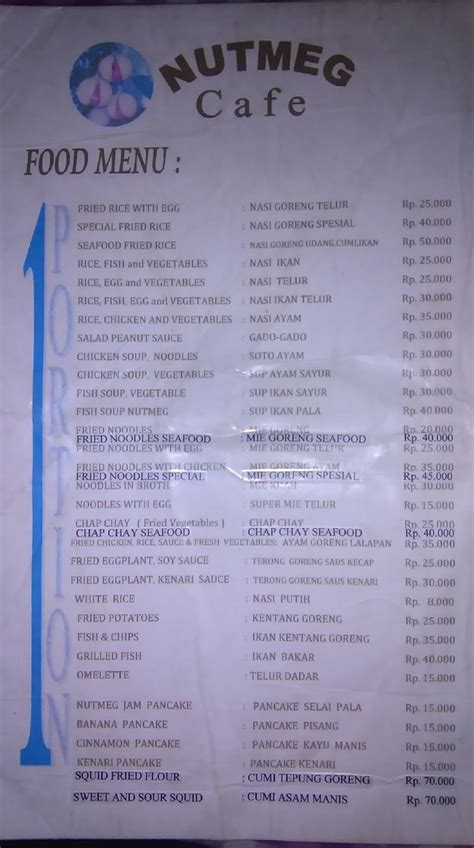 NUTMEG
Cafe
FOOD MENU :
1 PORTION
FRIED RICE WITH EGG : NASI GORENG TELUR Rp. 25.000
SPECIAL FRIED RICE : NASI GORENG SPESIAL Rp. 40.000
SEAFOOD FRIED RICE : NASI GORENG UDANG,CUMI,IKAN Rp. 50.000
RICE, FISH and VEGETABLES : NASI IKAN Rp. 25.000
RICE, EGG and VEGETABLES : NASI TELUR Rp. 25.000
RICE, FISH, EGG and VEGETABLES : NASI IKAN TELUR Rp. 30.000
RICE, CHICKEN AND VEGETABLES : NASI AYAM Rp. 35.000
SALAD PEANUT SAUCE : GADO-GADO Rp. 30.000
CHICKEN SOUP, NOODLES : SOTO AYAM Rp. 30.000
CHICKEN SOUP, VEGETABLES : SUP AYAM SAYUR Rp. 30.000
FISH SOUP, VEGETABLE : SUP IKAN SAYUR Rp. 30.000
FISH SOUP NUTMEG : SUP IKAN PALA Rp. 40.000
FRIED NOODLES : MIE GORENG Rp. 20.000
FRIED NOODLES SEAFOOD : MIE GORENG SEAFOOD Rp. 40.000
FRIED NOODLES WITH EGG : MIE GORENG TELUR Rp. 25.000
FRIED NOODLES WITH CHICKEN : MIE GORENG AYAM Rp. 35.000
FRIED NOODLES SPECIAL : MIE GORENG SPESIAL Rp. 45.000
NOODLES IN BROTH : MIE Rp.
NOODLES WITH EGG : SUPER MIE TELUR Rp. 15.000
CHAP CHAY ( Fried Vegetables ) : CHAP CHAY Rp. 25.000
CHAP CHAY SEAFOOD : CHAP CHAY SEAFOOD Rp. 40.000
FRIED CHICKEN, RICE, SAUCE & FRESH VEGETABLES: AYAM GORENG LALAPAN Rp. 35.000
FRIED EGGPLANT, SOY SAUCE : TERONG GORENG SAUS KECAP Rp. 25.000
FRIED EGGPLANT, KENARI SAUCE : TERONG GORENG SAUS KENARI Rp. 30.000
WHITE RICE : NASI PUTIH Rp. 8.000
FRIED POTATOES : KENTANG GORENG Rp. 25.000
FISH & CHIPS : IKAN KENTANG GORENG Rp. 35.000
GRILLED FISH : IKAN BAKAR Rp. 40.000
OMELETTE : TELUR DADAR Rp. 15.000
NUTMEG JAM PANCAKE : PANCAKE SELAI PALA Rp. 15.000
BANANA PANCAKE : PANCAKE PISANG Rp. 15.000
CINNAMON PANCAKE : PANCAKE KAYU MANIS Rp. 15.000
KENARI PANCAKE : PANCAKE KENARI Rp. 15.000
SQUID FRIED FLOUR : CUMI TEPUNG GORENG Rp. 70.000
SWEET AND SOUR SQUID : CUMI ASAM MANIS Rp. 70.000